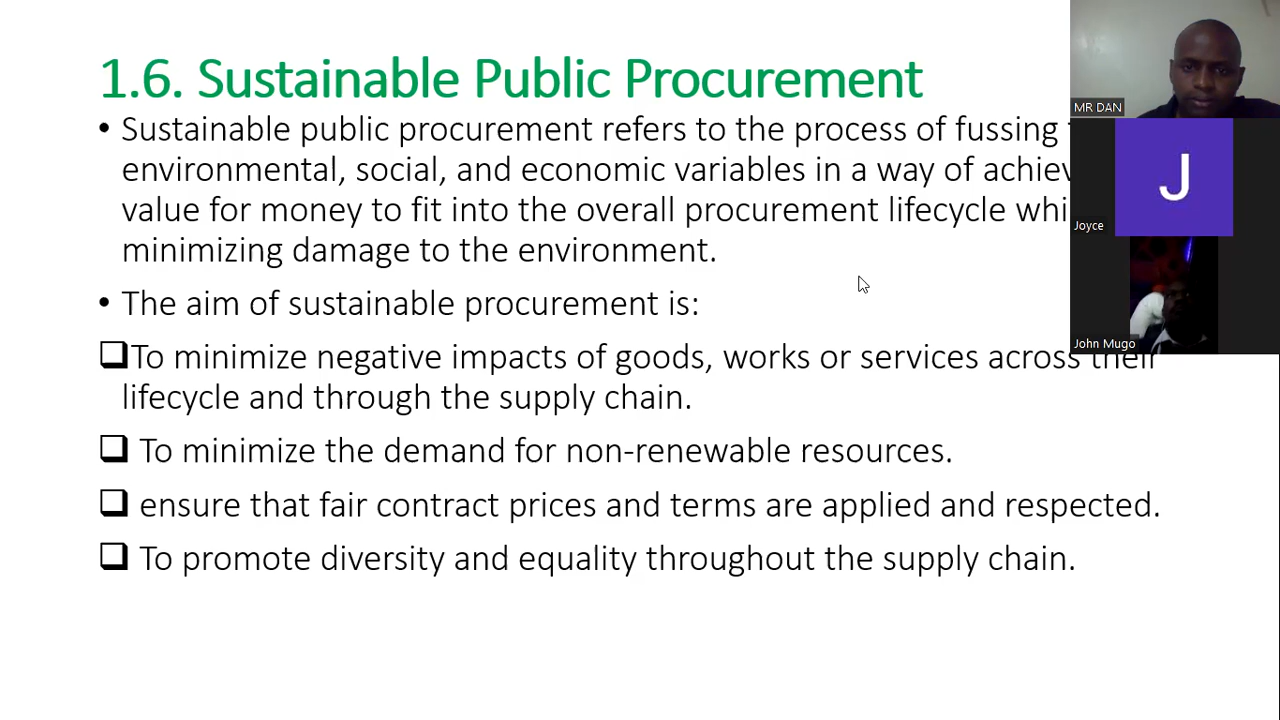 1.6. Sustainable Public Procurement
• Sustainable public procurement refers to the process of fussing
environmental, social, and economic variables in a way of
value for money to fit into the overall procurement lifecycle
minimizing damage to the environment.
• The aim of sustainable procurement is:
❑To minimize negative impacts of goods, works or services across their
lifecycle and through the supply chain.
❑ To minimize the demand for non-renewable resources.
❑ ensure that fair contract prices and terms are applied and respected.
❑ To promote diversity and equality throughout the supply chain.
MR DAN
J
Joyce
John Mugo